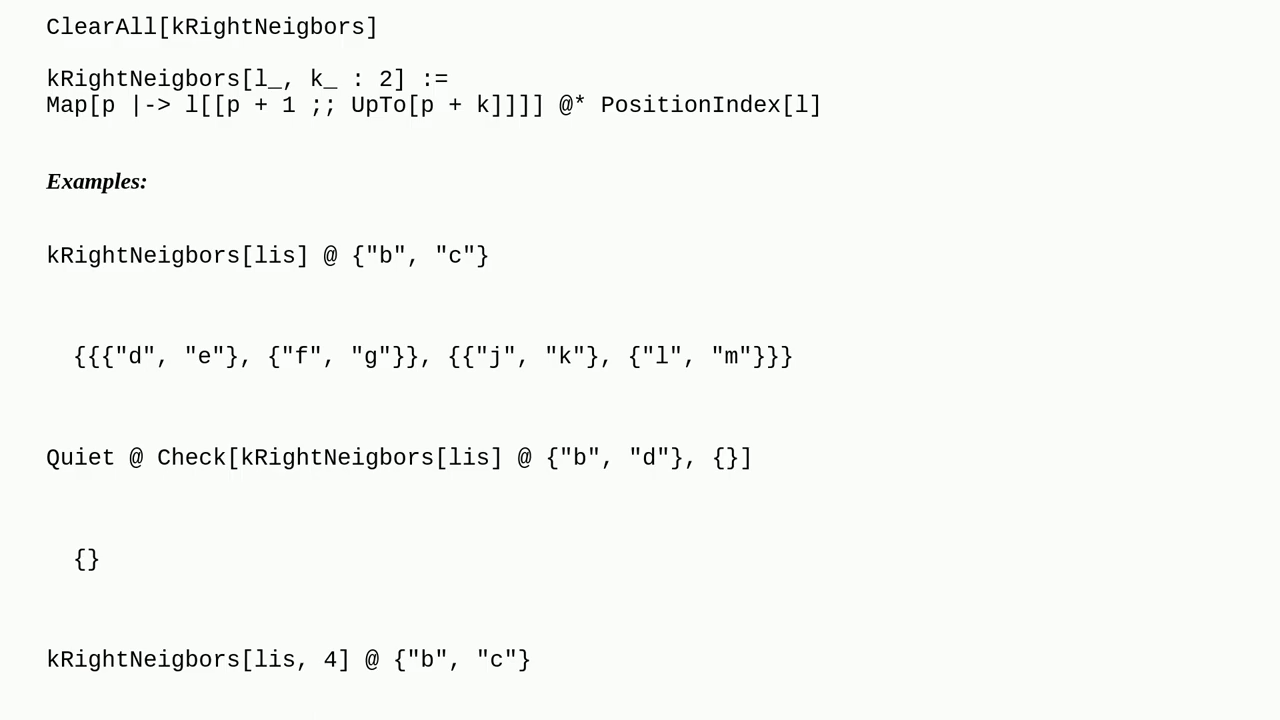 ClearAll[kRightNeigbors]
kRightNeigbors[l_, k_ : 2] :=
Map[p |-> l[[p + 1 ;; UpTo[p + k]]]] @* PositionIndex[l]
Examples:
kRightNeigbors[lis] @ {"b", "c"}
{{{"d", "e"}, {"f", "g"}}, {{"j", "k"}, {"l", "m"}}}
Quiet @ Check[kRightNeigbors[lis] @ {"b", "d"}, {}]
{}
kRightNeigbors[lis, 4] @ {"b", "c"}